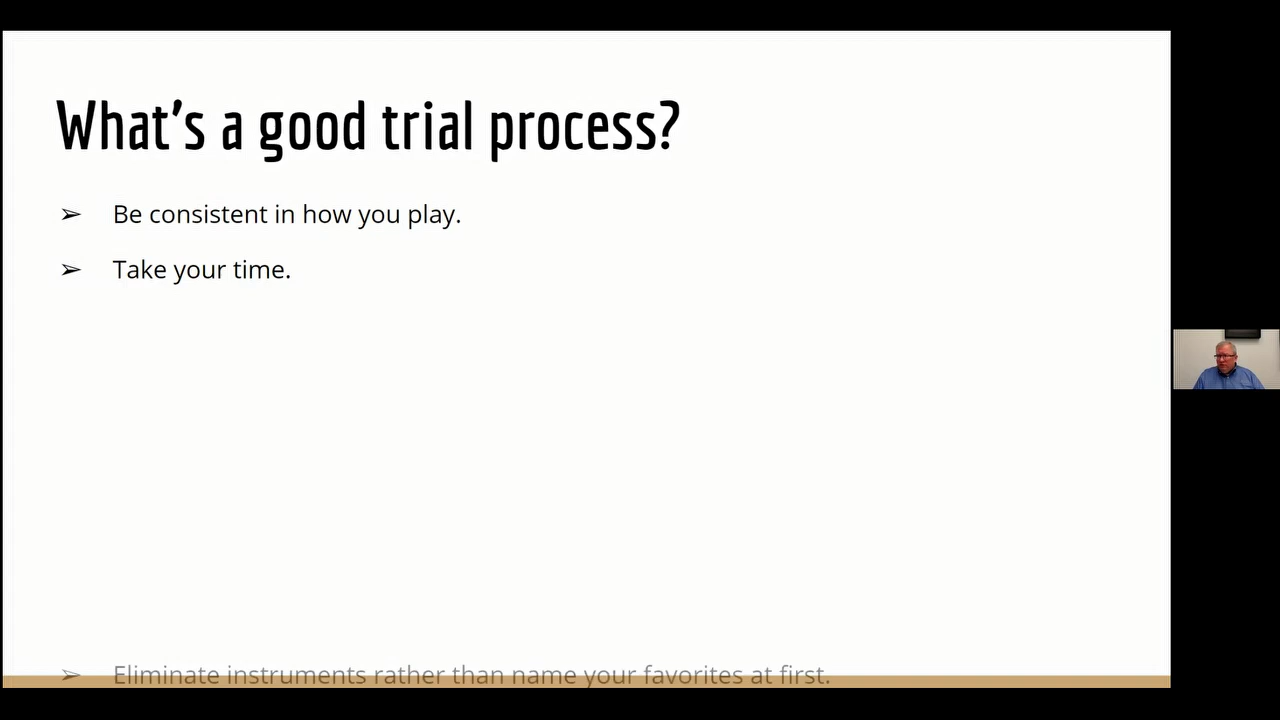 What's a good trial process?
➢ Be consistent in how you play.
➢ Take your time.
➢ Eliminate instruments rather than name your favorites at first.